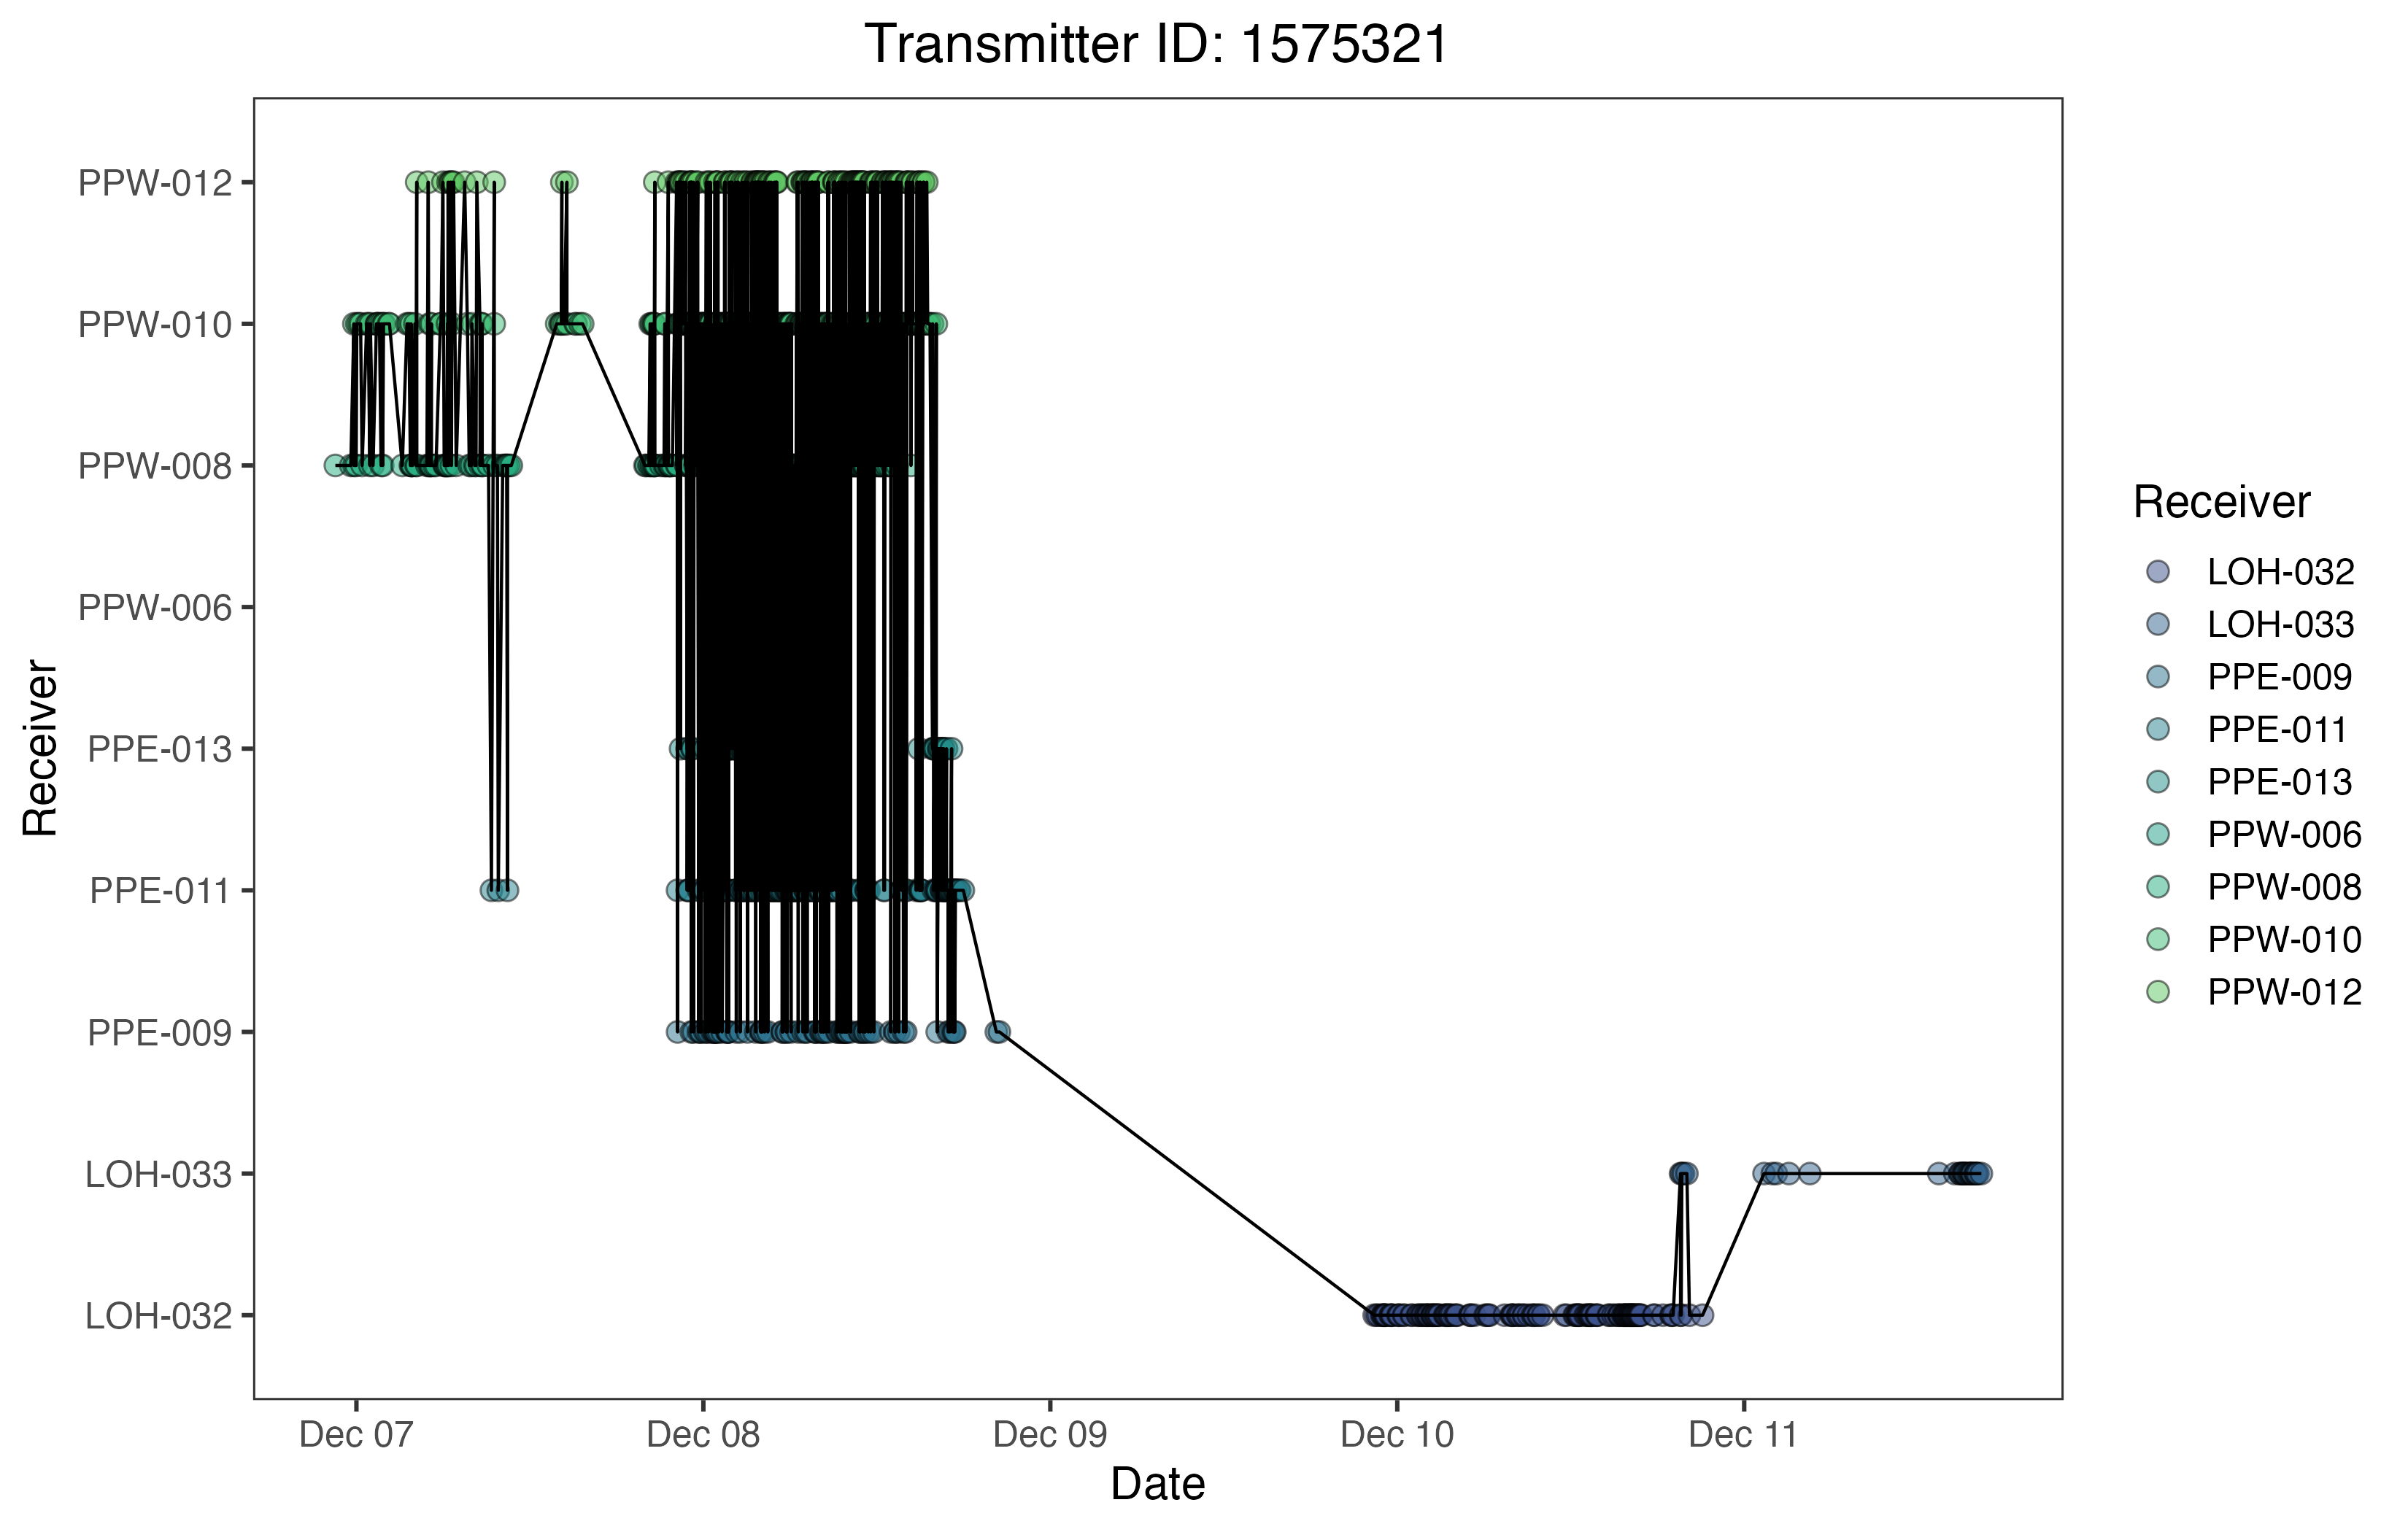 Transmitter ID: 1575321
PPW-012
PPW-010
PPW-008
PPW-006
PPE-013
PPE-011
PPE-009
LOH-033
LOH-032
Receiver
Dec 07
Dec 08
Dec 09
Dec 10
Dec 11
Date
Receiver
LOH-032
LOH-033
PPE-009
PPE-011
PPE-013
PPW-006
PPW-008
PPW-010
PPW-012